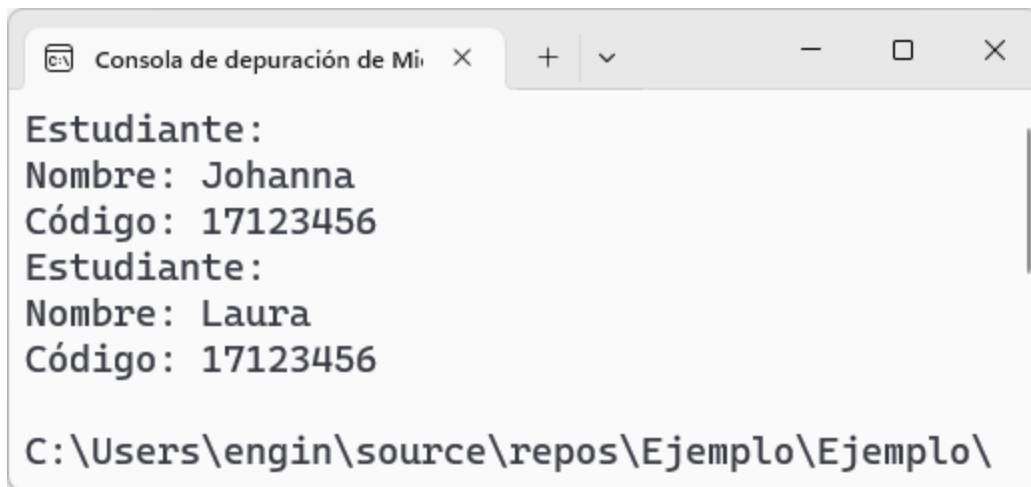 Consola de depuración de Mi
Estudiante:
Nombre: Johanna
Código: 17123456
Estudiante:
Nombre: Laura
Código: 17123456
C:\Users\engin\source\repos\Ejemplo\Ejemplo\